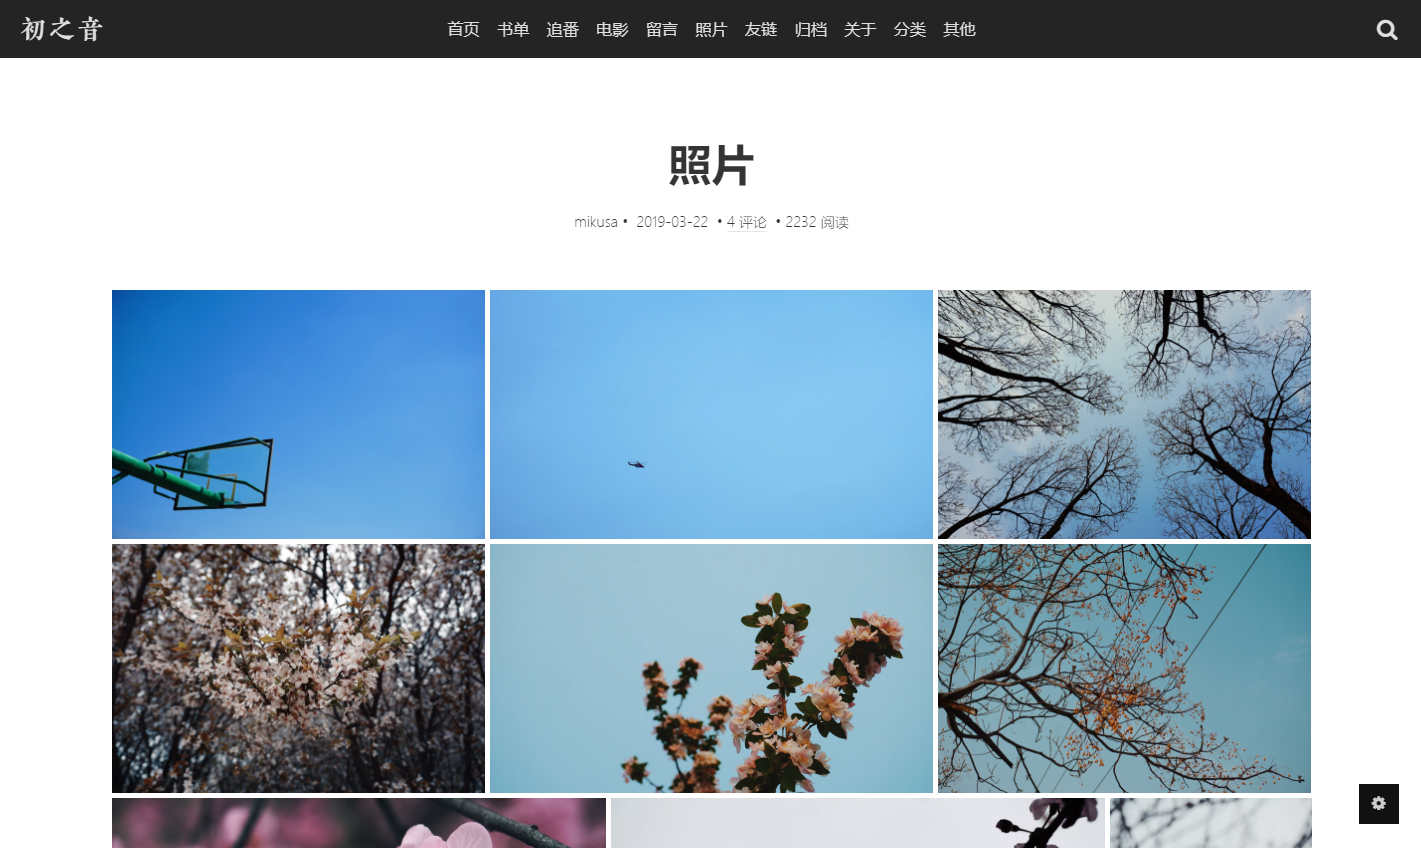 初之音
首页 书单 追番 电影 留言 照片 友链 归档 关于 分类 其他
照片
mikusa • 2019-03-22 • 4 评论 • 2232 阅读